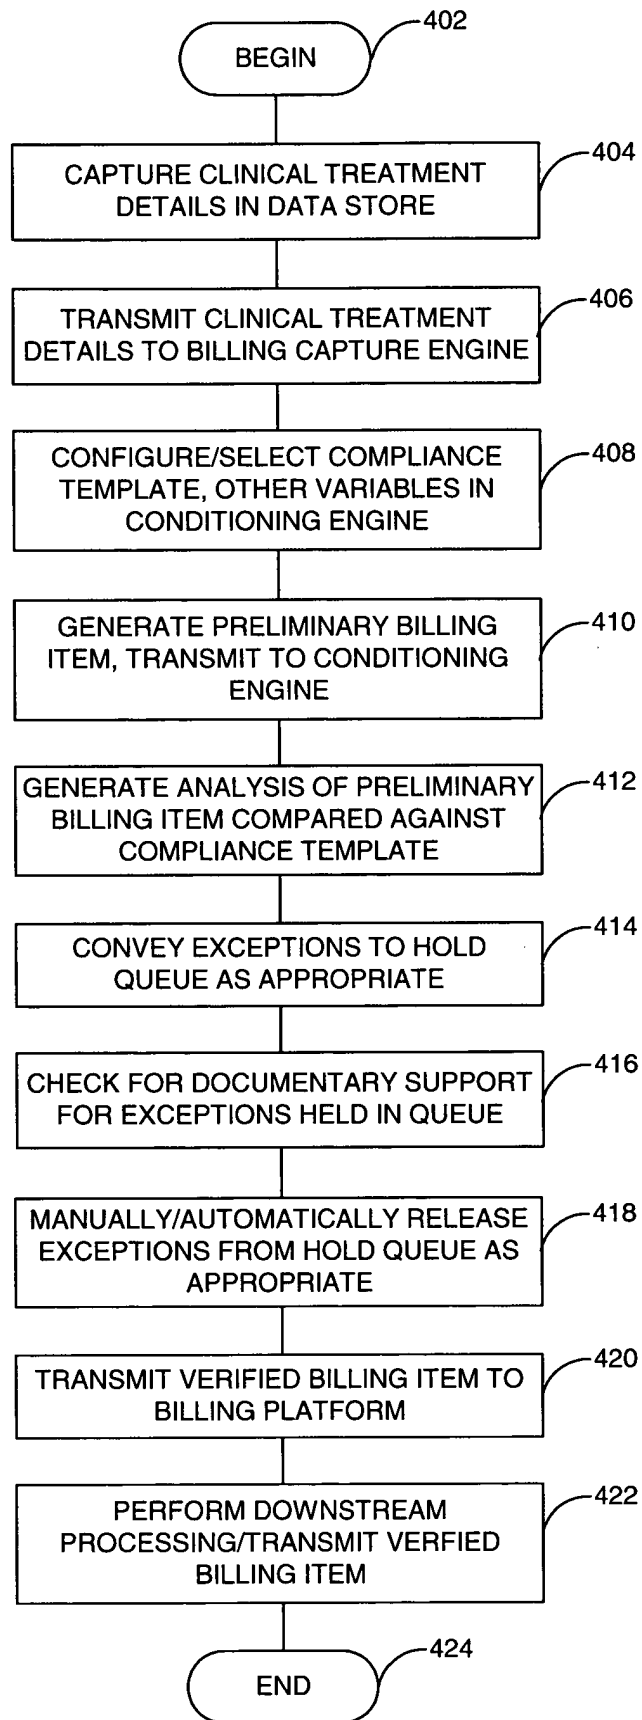 402
BEGIN
404
CAPTURE CLINICAL TREATMENT
DETAILS IN DATA STORE
406
TRANSMIT CLINICAL TREATMENT
DETAILS TO BILLING CAPTURE ENGINE
408
CONFIGURE/SELECT COMPLIANCE
TEMPLATE, OTHER VARIABLES IN
CONDITIONING ENGINE
410
GENERATE PRELIMINARY BILLING
ITEM, TRANSMIT TO CONDITIONING
ENGINE
412
GENERATE ANALYSIS OF PRELIMINARY
BILLING ITEM COMPARED AGAINST
COMPLIANCE TEMPLATE
414
CONVEY EXCEPTIONS TO HOLD
QUEUE AS APPROPRIATE
416
CHECK FOR DOCUMENTARY SUPPORT
FOR EXCEPTIONS HELD IN QUEUE
418
MANUALLY/AUTOMATICALLY RELEASE
EXCEPTIONS FROM HOLD QUEUE AS
APPROPRIATE
420
TRANSMIT VERIFIED BILLING ITEM TO
BILLING PLATFORM
422
PERFORM DOWNSTREAM
PROCESSING/TRANSMIT VERFIED
BILLING ITEM
424
END